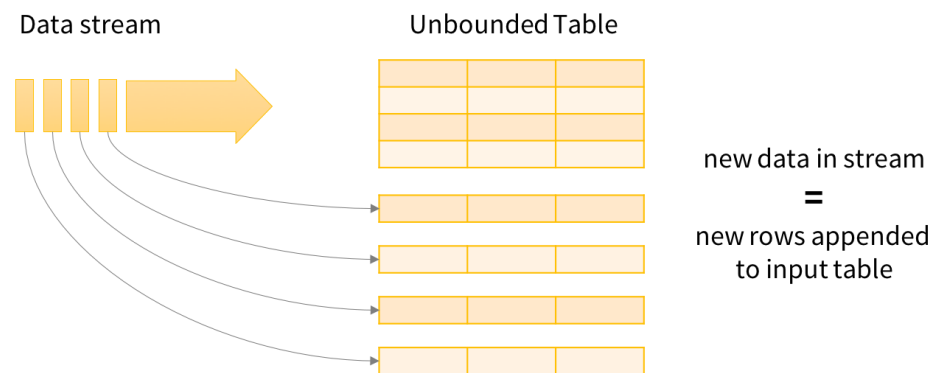 Data stream
Unbounded Table
new data in stream
=
new rows appended
to input table